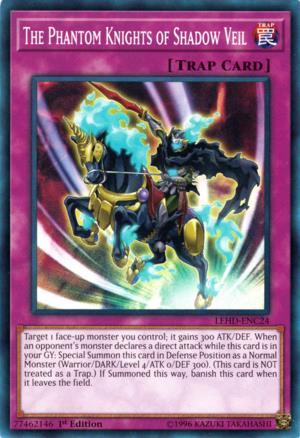 The Phantom Knights of Shadow Veil
TRAP
罠
[Trap Card]
LEHD-ENC24
Target 1 face-up monster you control; it gains 300 ATK/DEF. When
an opponent's monster declares a direct attack while this card is in
your GY: Special Summon this card in Defense Position as a Normal
Monster (Warrior/DARK/Level 4/ATK 0/DEF 300). (This card is
NOT treated as a Trap.) If Summoned this way, banish this card when
it leaves the field.
77462146 1st Edition ©1996 KAZUKI TAKAHASHI